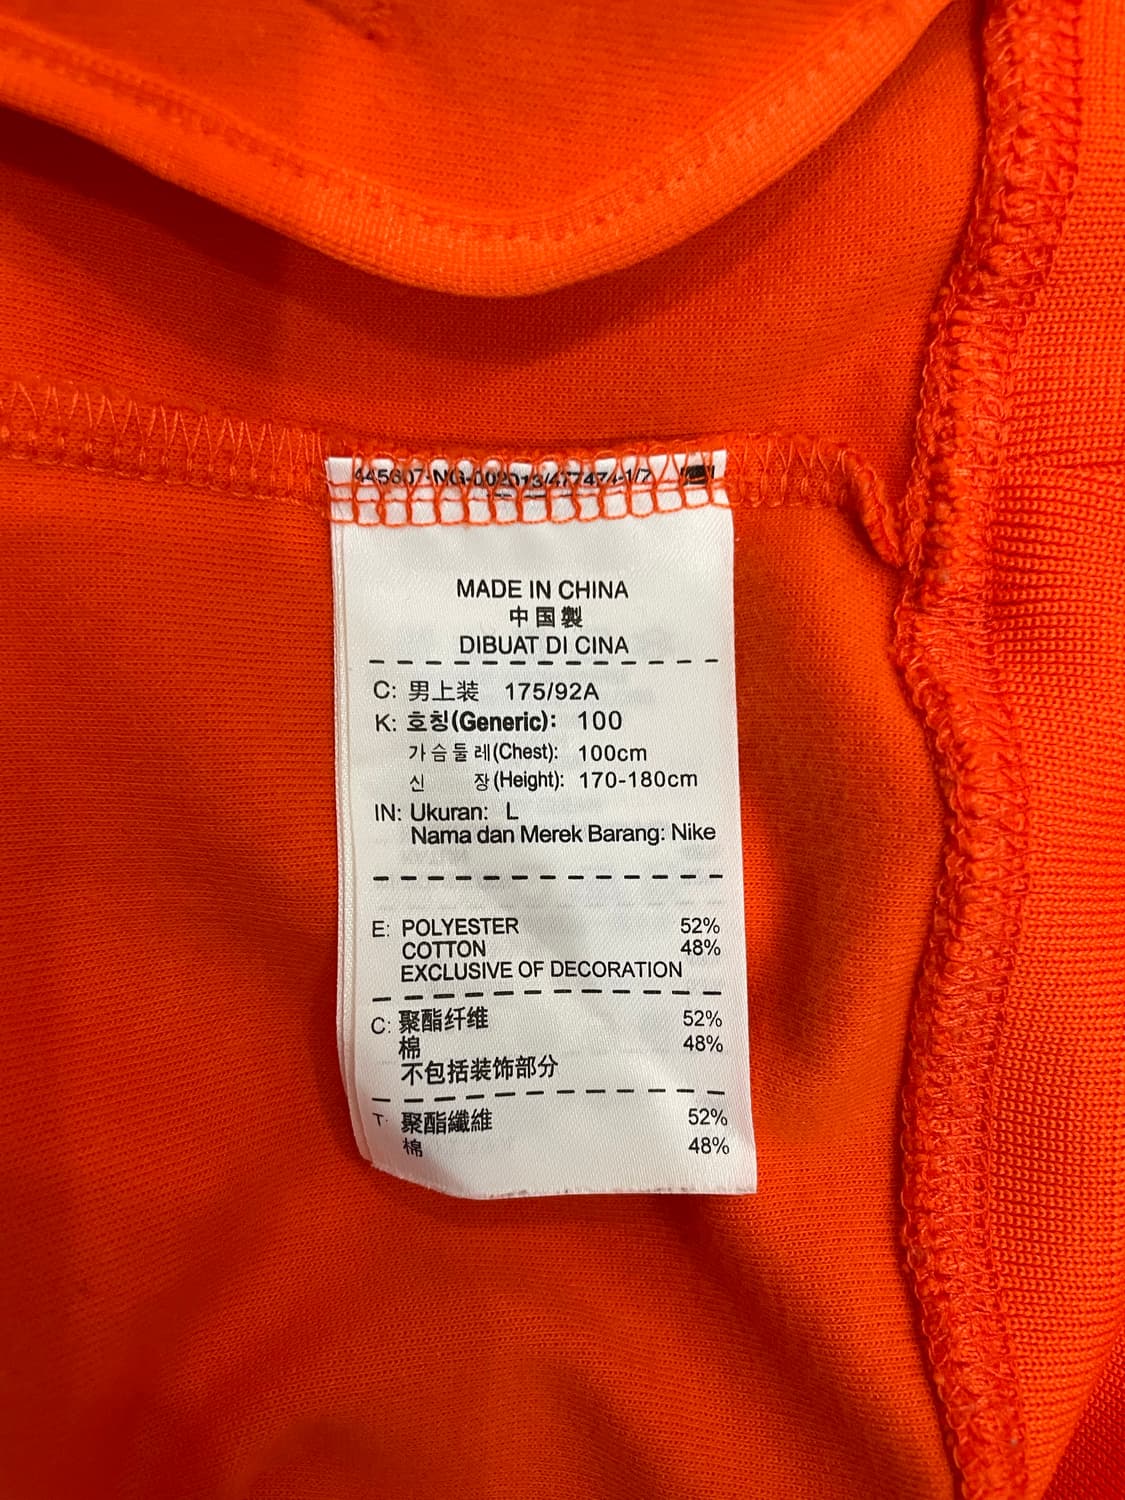 MADE IN CHINA
中国製
DIBUAT DI CINA
C: 男上装 175/92A
K: 호칭(Generic): 100
가슴둘레(Chest): 100cm
신 장(Height): 170-180cm
IN: Ukuran: L
Nama dan Merek Barang: Nike
E: POLYESTER 52%
COTTON 48%
EXCLUSIVE OF DECORATION
C: 聚酯纤维 52%
棉 48%
不包括装饰部分
T: 聚酯纖維 52%
棉 48%